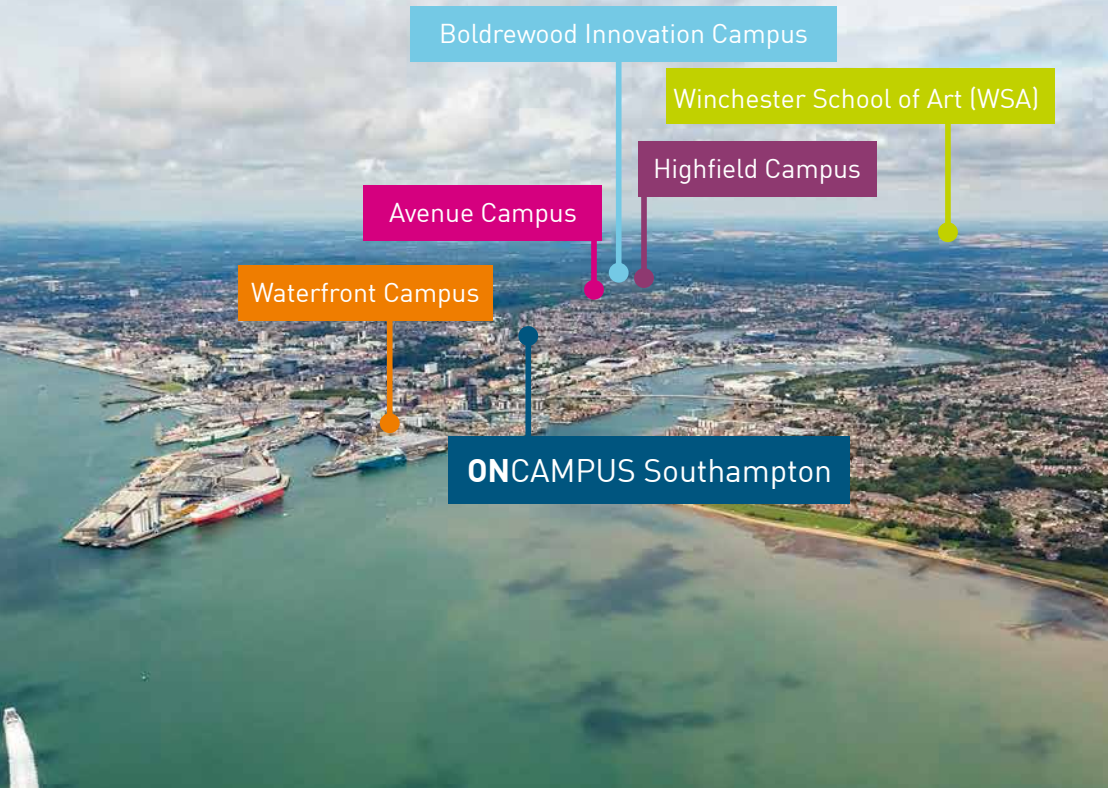 Boldrewood Innovation Campus
Winchester School of Art (WSA)
Highfield Campus
Avenue Campus
Waterfront Campus
ONCAMPUS Southampton